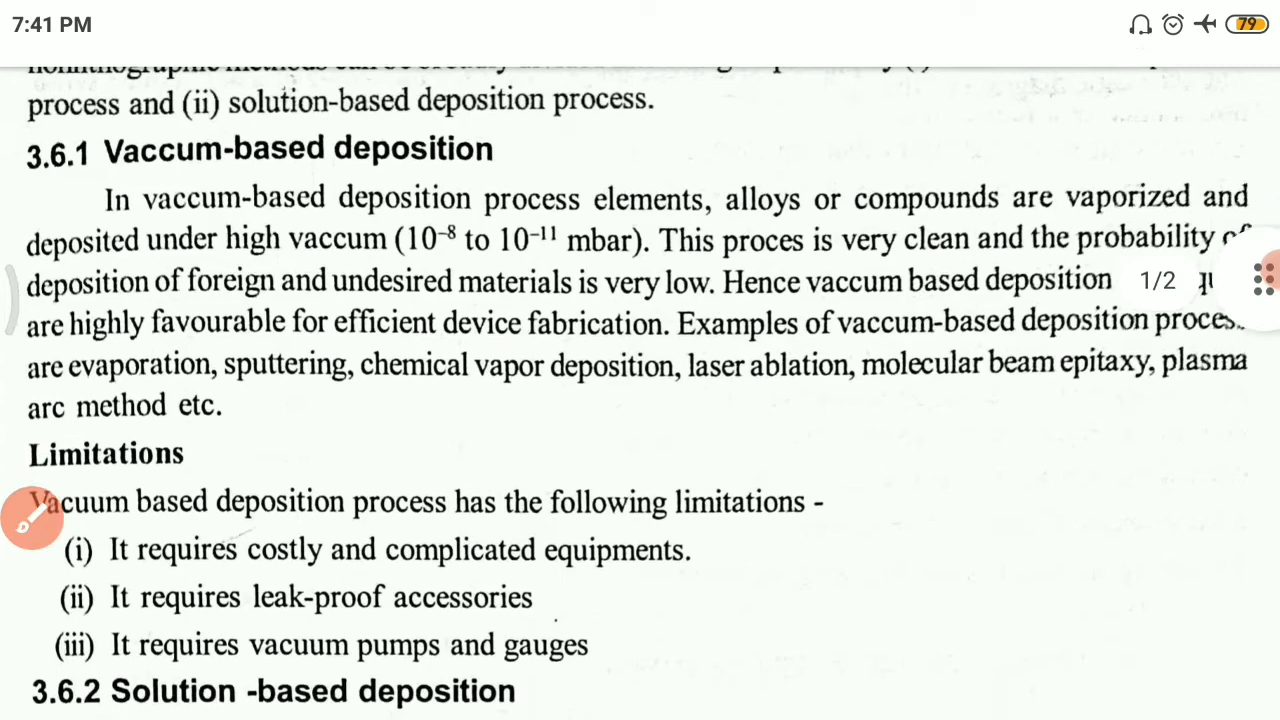 7:41 PM
79
process and (ii) solution-based deposition process.
3.6.1 Vaccum-based deposition
In vaccum-based deposition process elements, alloys or compounds are vaporized and
deposited under high vaccum (10⁻⁸ to 10⁻¹¹ mbar). This proces is very clean and the probability of
deposition of foreign and undesired materials is very low. Hence vaccum based deposition
1/2
are highly favourable for efficient device fabrication. Examples of vaccum-based deposition proces
are evaporation, sputtering, chemical vapor deposition, laser ablation, molecular beam epitaxy, plasma
arc method etc.
Limitations
Vacuum based deposition process has the following limitations -
(i) It requires costly and complicated equipments.
(ii) It requires leak-proof accessories
(iii) It requires vacuum pumps and gauges
3.6.2 Solution -based deposition